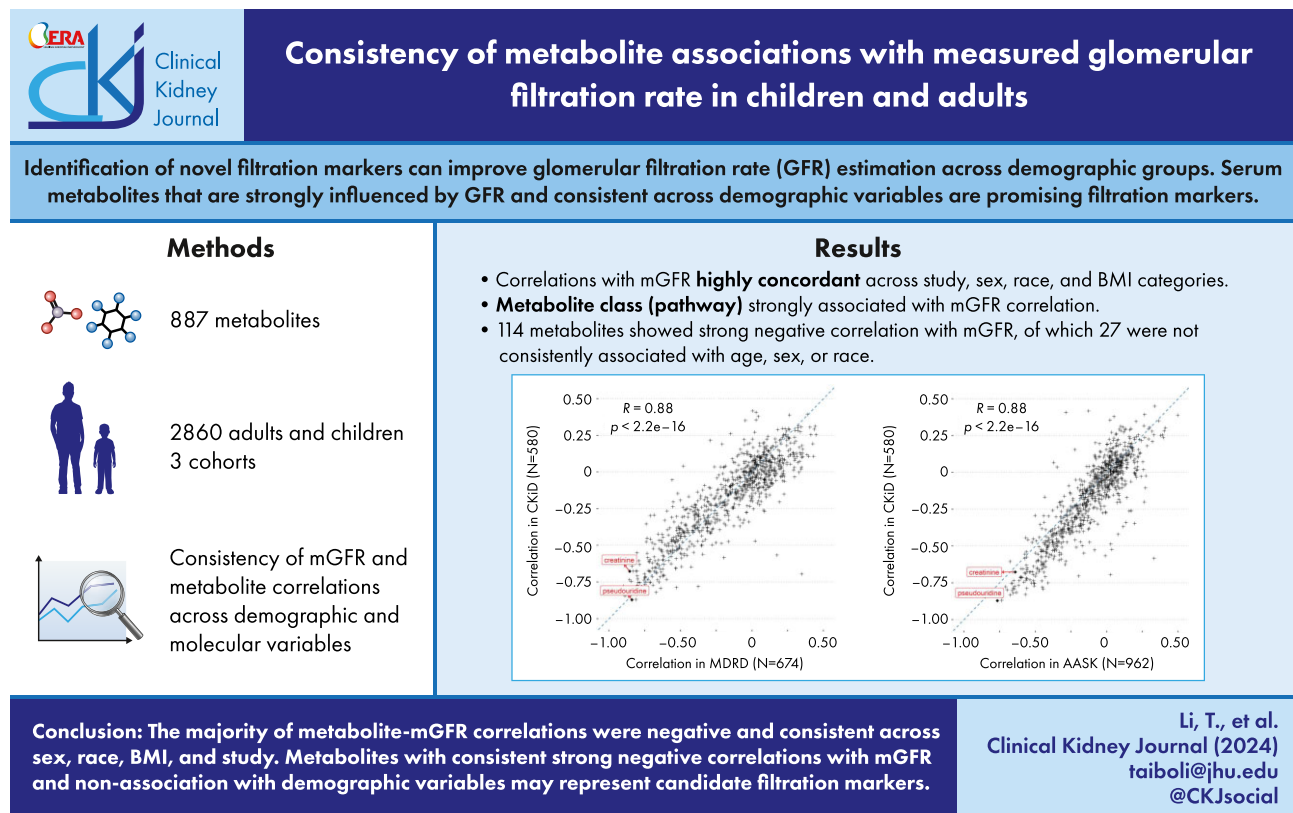 ERA
ckj
Clinical
Kidney
Journal
Consistency of metabolite associations with measured glomerular
filtration rate in children and adults
Identification of novel filtration markers can improve glomerular filtration rate (GFR) estimation across demographic groups. Serum
metabolites that are strongly influenced by GFR and consistent across demographic variables are promising filtration markers.
Methods
887 metabolites
2860 adults and children
3 cohorts
Consistency of mGFR and
metabolite correlations
across demographic and
molecular variables
Results
• Correlations with mGFR highly concordant across study, sex, race, and BMI categories.
• Metabolite class (pathway) strongly associated with mGFR correlation.
• 114 metabolites showed strong negative correlation with mGFR, of which 27 were not
consistently associated with age, sex, or race.
Correlation in CKiD (N=580)
0.50
0.25
0
−0.25
−0.50
−0.75
−1.00
R = 0.88
p < 2.2e−16
creatinine
pseudouridine
−1.00 −0.50 0 0.50
Correlation in MDRD (N=674)
Correlation in CKiD (N=580)
0.50
0.25
0
−0.25
−0.50
−0.75
−1.00
R = 0.88
p < 2.2e−16
creatinine
pseudouridine
−1.00 −0.50 0 0.50
Correlation in AASK (N=962)
Conclusion: The majority of metabolite-mGFR correlations were negative and consistent across
sex, race, BMI, and study. Metabolites with consistent strong negative correlations with mGFR
and non-association with demographic variables may represent candidate filtration markers.
Li, T., et al.
Clinical Kidney Journal (2024)
taiboli@jhu.edu
@CKJsocial